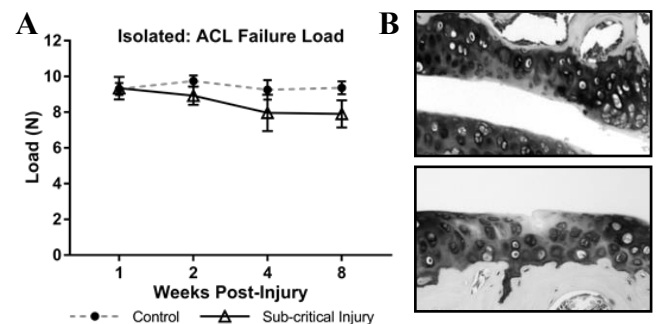 A
B
Isolated: ACL Failure Load
12
10
8
6
4
2
0
Load (N)
1 2 4 8
Weeks Post-Injury
Control Sub-critical Injury